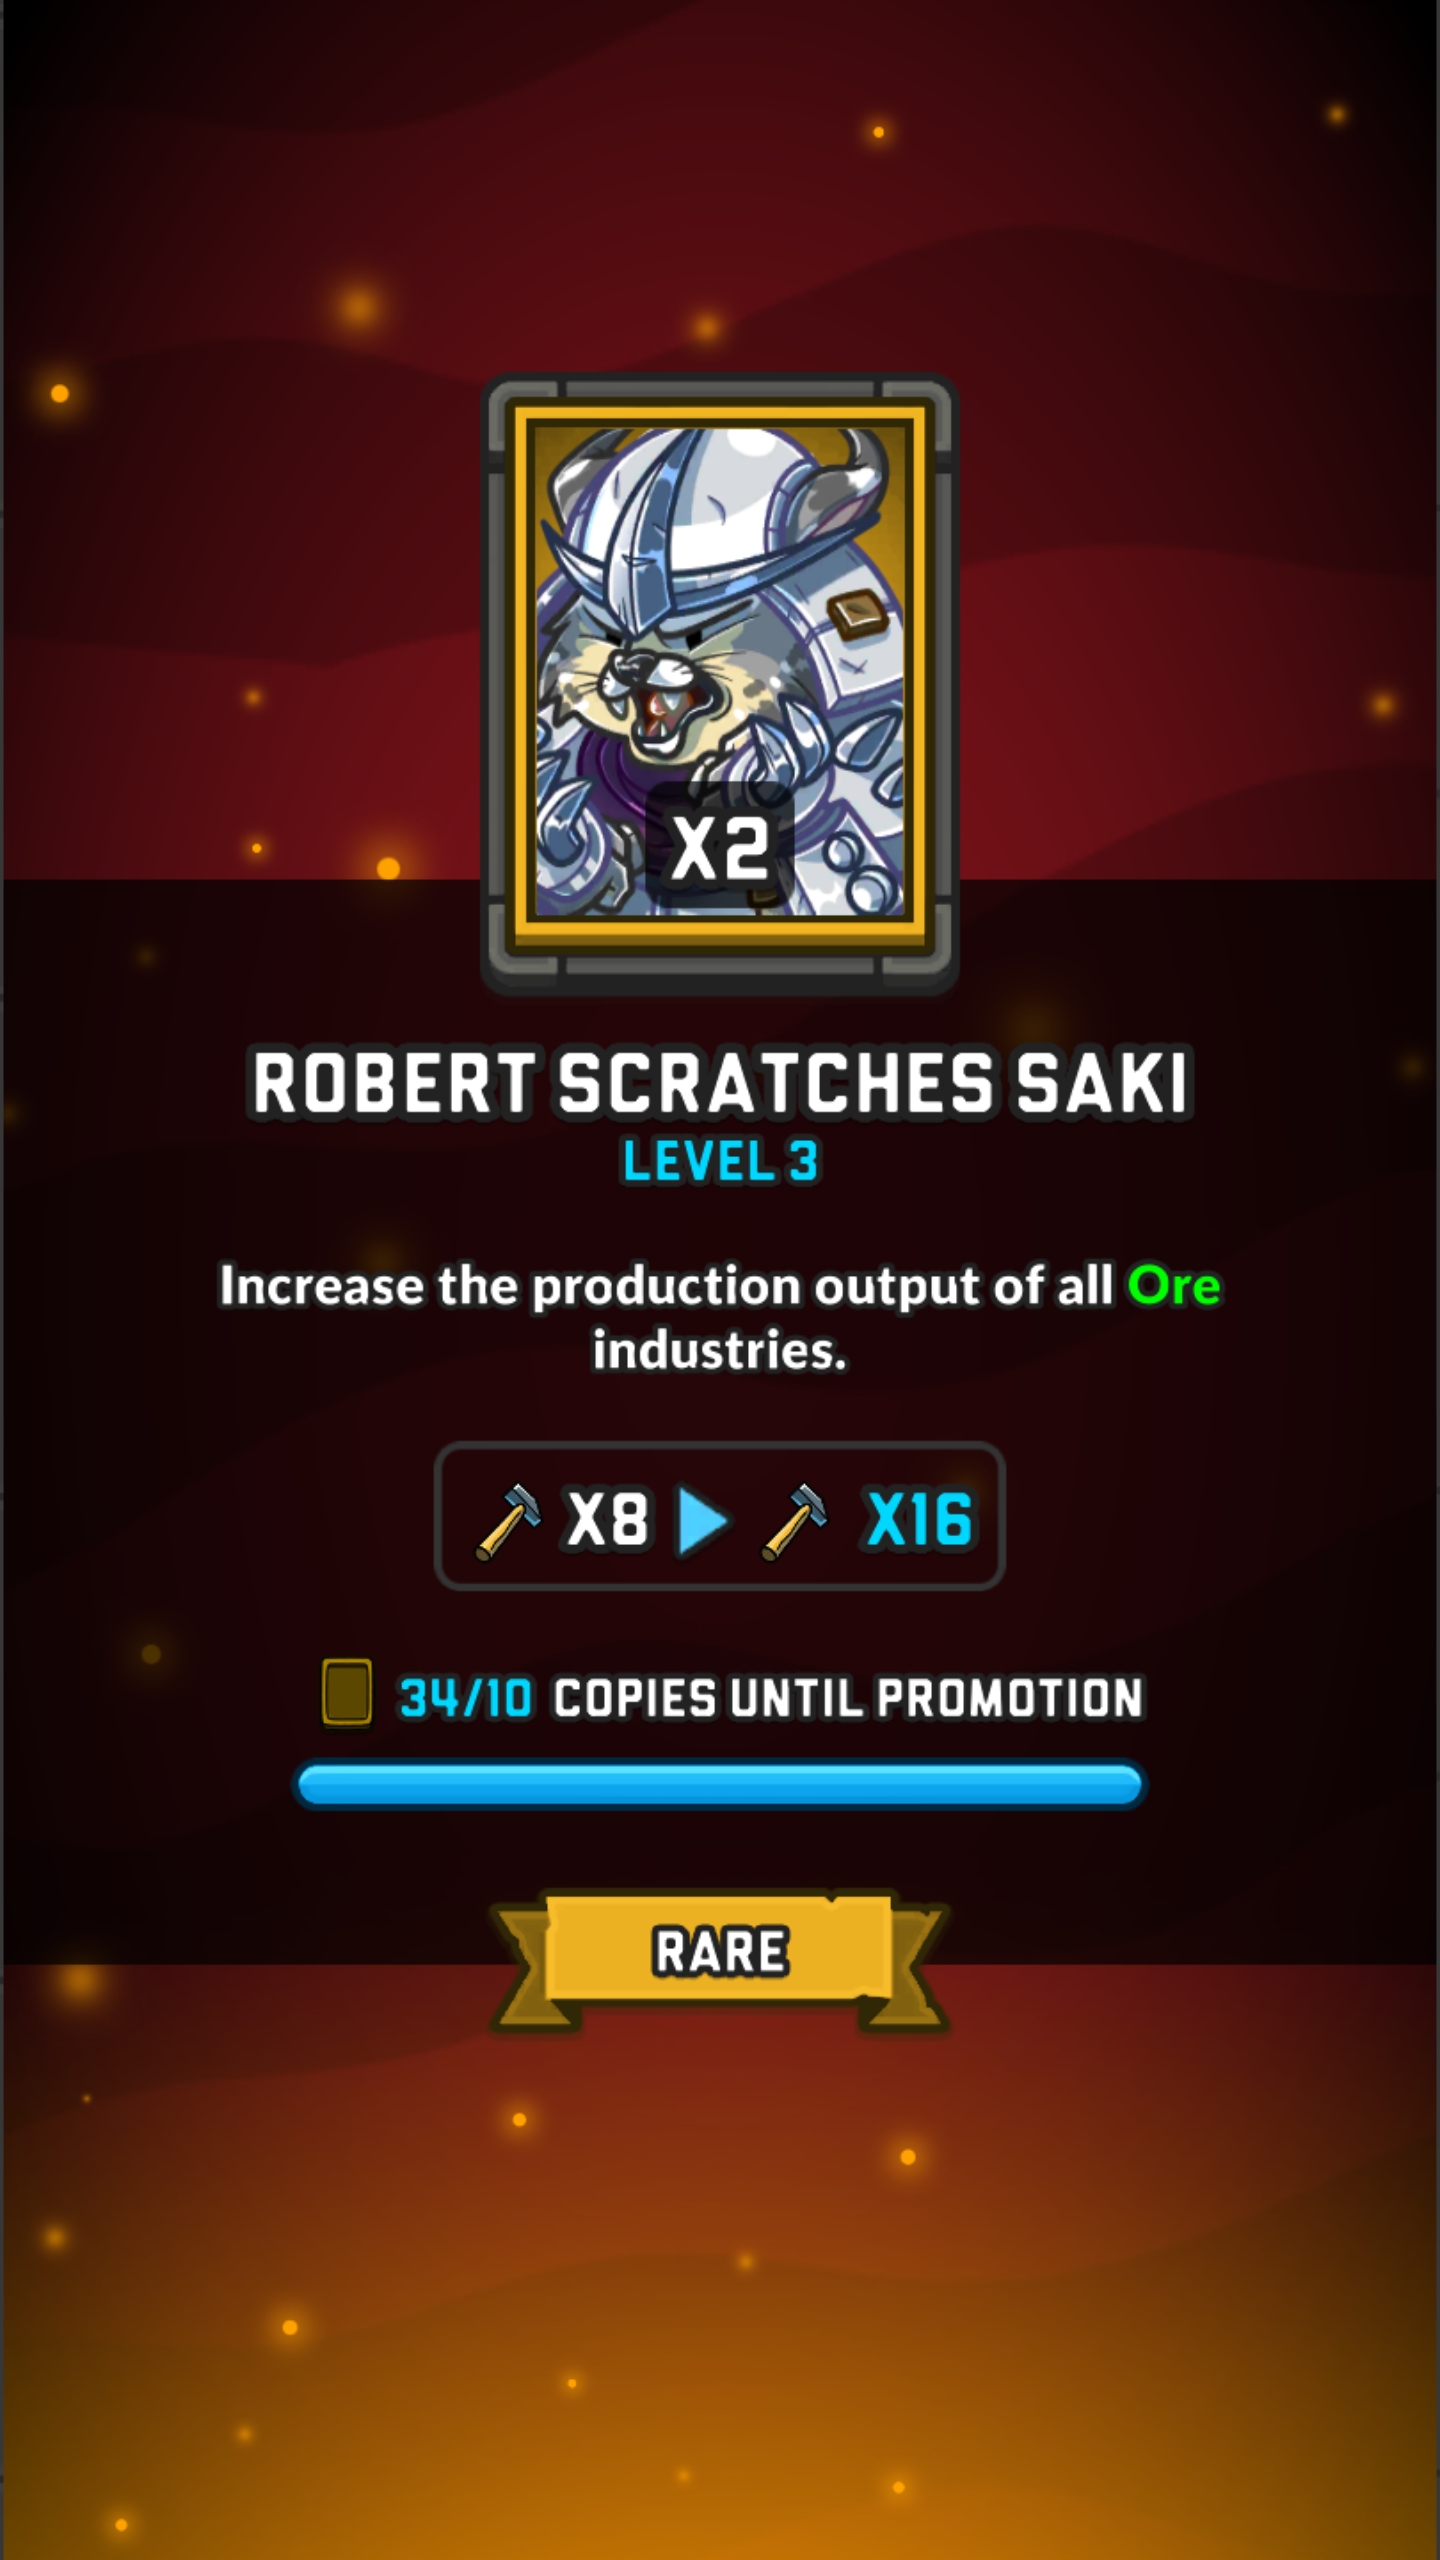 X2
ROBERT SCRATCHES SAKI
LEVEL 3
Increase the production output of all Ore
industries.
X8 X16
34/10 COPIES UNTIL PROMOTION
RARE